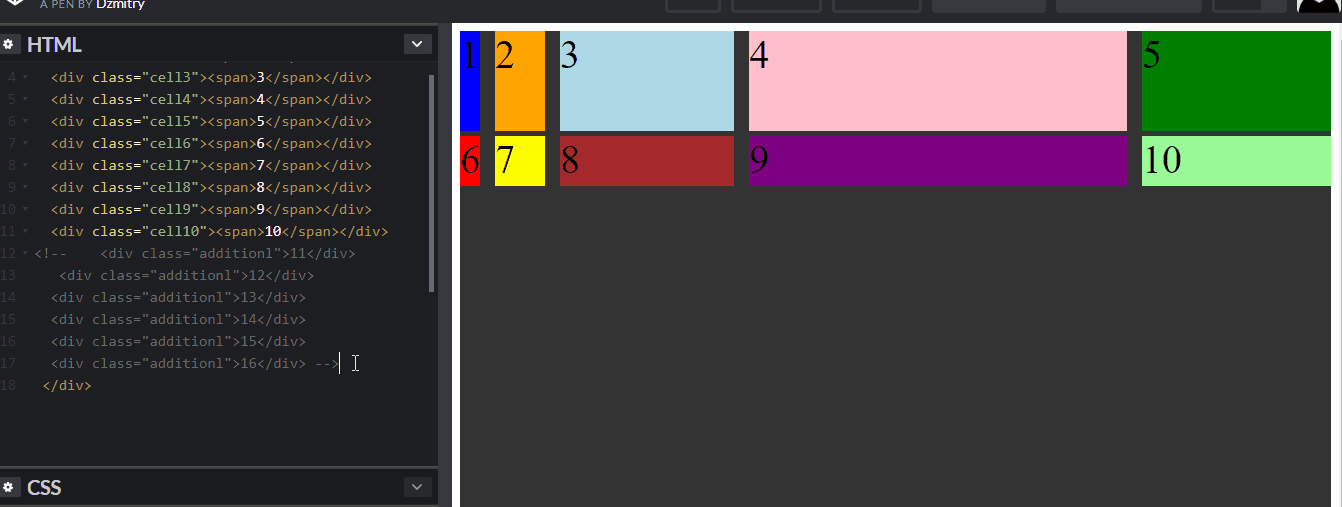 A PEN BY Dzmitry
HTML
4 <div class="cell3"><span>3</span></div>
5 <div class="cell4"><span>4</span></div>
6 <div class="cell5"><span>5</span></div>
7 <div class="cell6"><span>6</span></div>
8 <div class="cell7"><span>7</span></div>
9 <div class="cell8"><span>8</span></div>
10 <div class="cell9"><span>9</span></div>
11 <div class="cell10"><span>10</span></div>
12 <!-- <div class="additionl">11</div>
13 <div class="additionl">12</div>
14 <div class="additionl">13</div>
15 <div class="additionl">14</div>
16 <div class="additionl">15</div>
17 <div class="additionl">16</div> -->
18 </div>
CSS
1 2 3 4 5
6 7 8 9 10